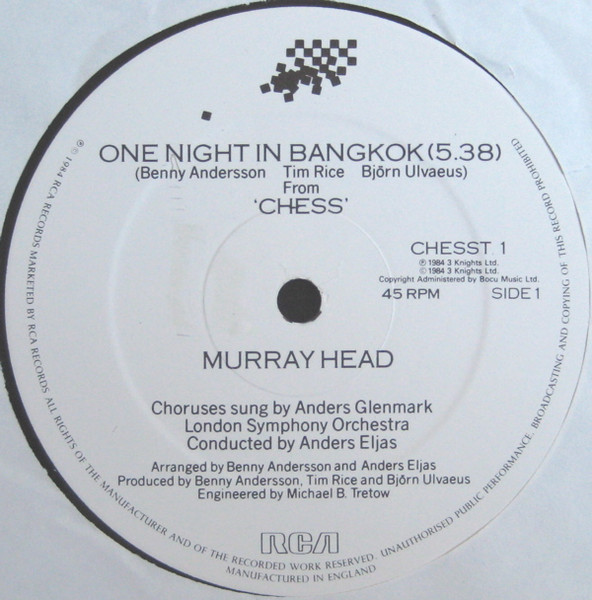 ONE NIGHT IN BANGKOK (5.38)
(Benny Andersson Tim Rice Björn Ulvaeus)
From
'CHESS'
CHESST 1
℗ 1984 3 Knights Ltd.
© 1984 3 Knights Ltd.
Copyright Administered by Bocu Music Ltd.
45 RPM SIDE 1
MURRAY HEAD
Choruses sung by Anders Glenmark
London Symphony Orchestra
Conducted by Anders Eljas
Arranged by Benny Andersson and Anders Eljas
Produced by Benny Andersson, Tim Rice and Björn Ulvaeus
Engineered by Michael B. Tretow
RCA
℗ © 1984 RCA RECORDS MARKETED BY RCA RECORDS ALL RIGHTS OF THE MANUFACTURER AND OF THE RECORDED WORK RESERVED. UNAUTHORISED PUBLIC PERFORMANCE. BROADCASTING AND COPYING OF THIS RECORD PROHIBITED
MANUFACTURED IN ENGLAND